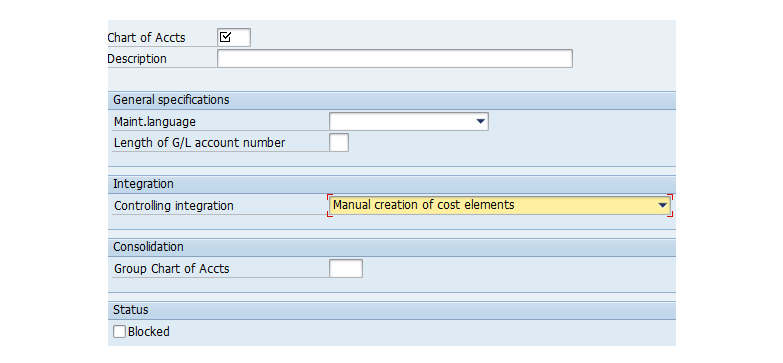 Chart of Accts
Description
General specifications
Maint.language
Length of G/L account number
Integration
Controlling integration Manual creation of cost elements
Consolidation
Group Chart of Accts
Status
Blocked